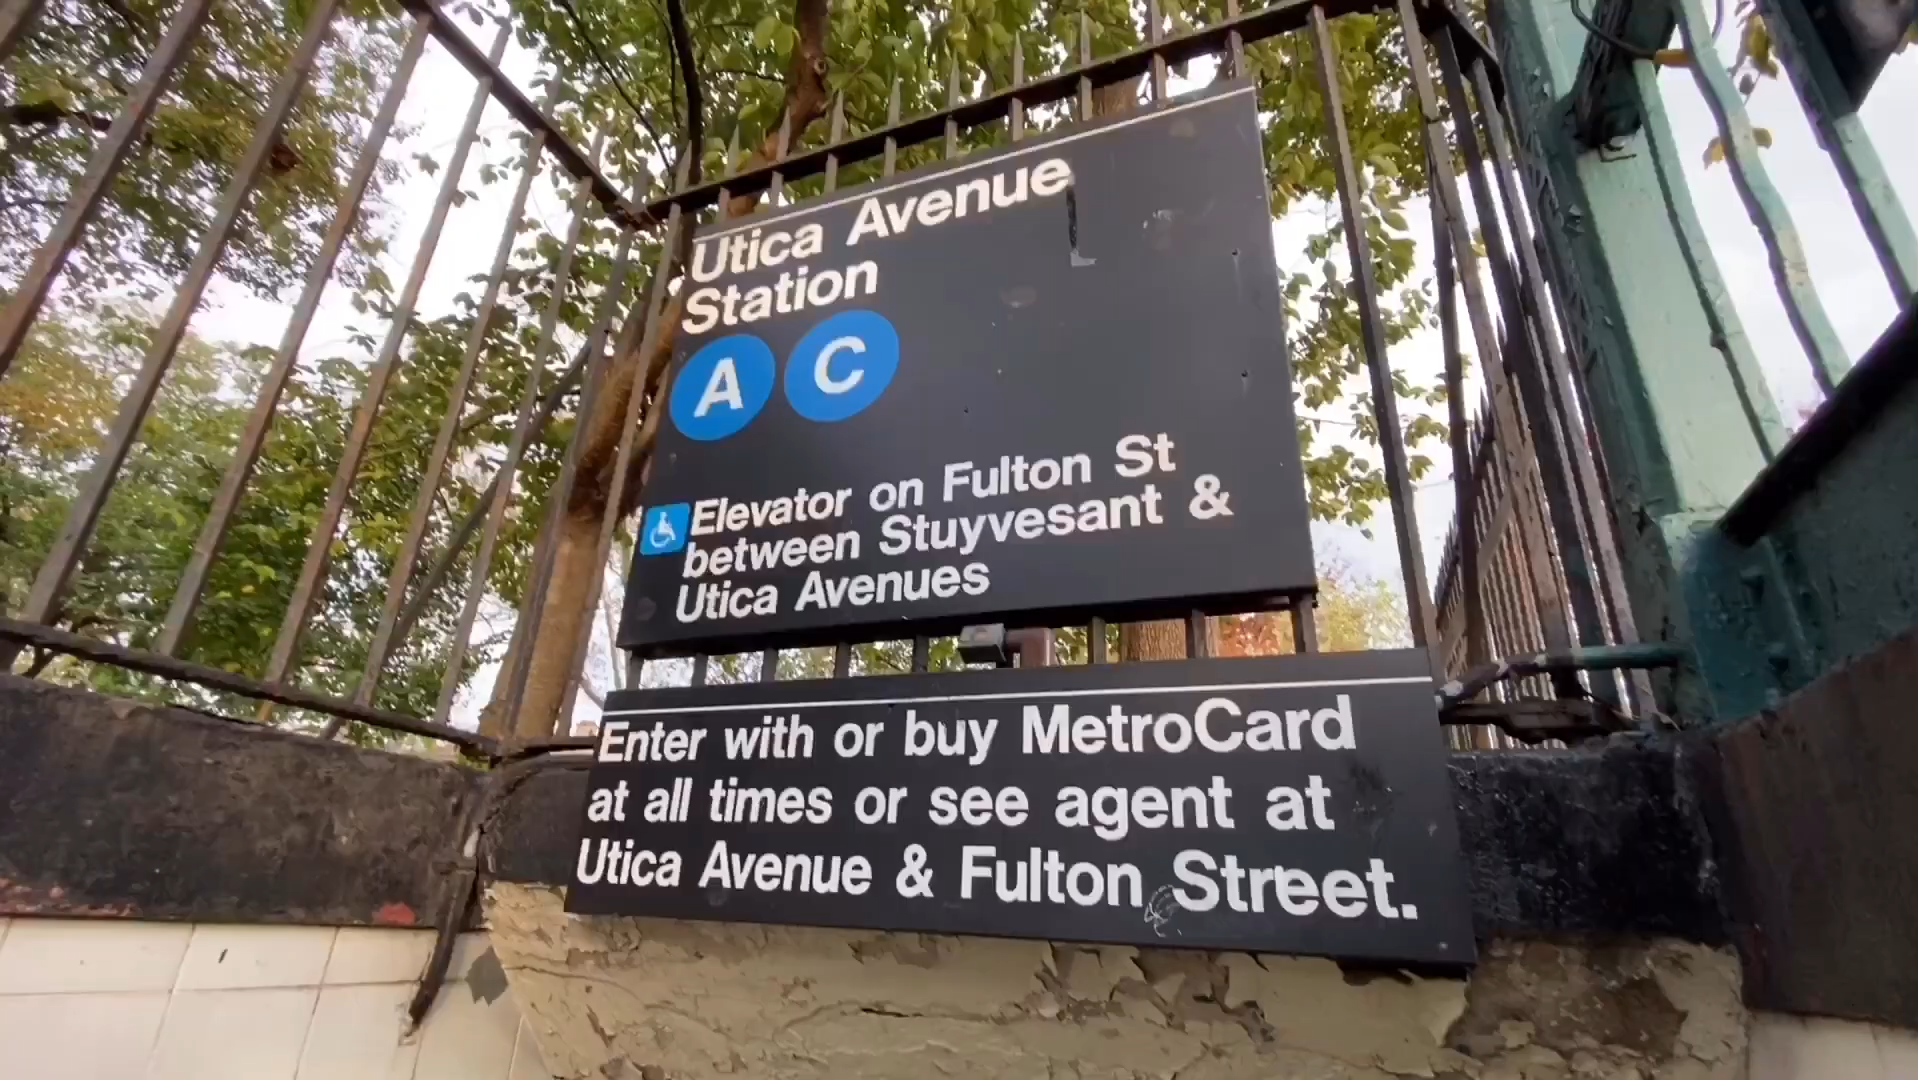 Utica Avenue
Station
A C
Elevator on Fulton St
between Stuyvesant &
Utica Avenues
Enter with or buy MetroCard
at all times or see agent at
Utica Avenue & Fulton Street.